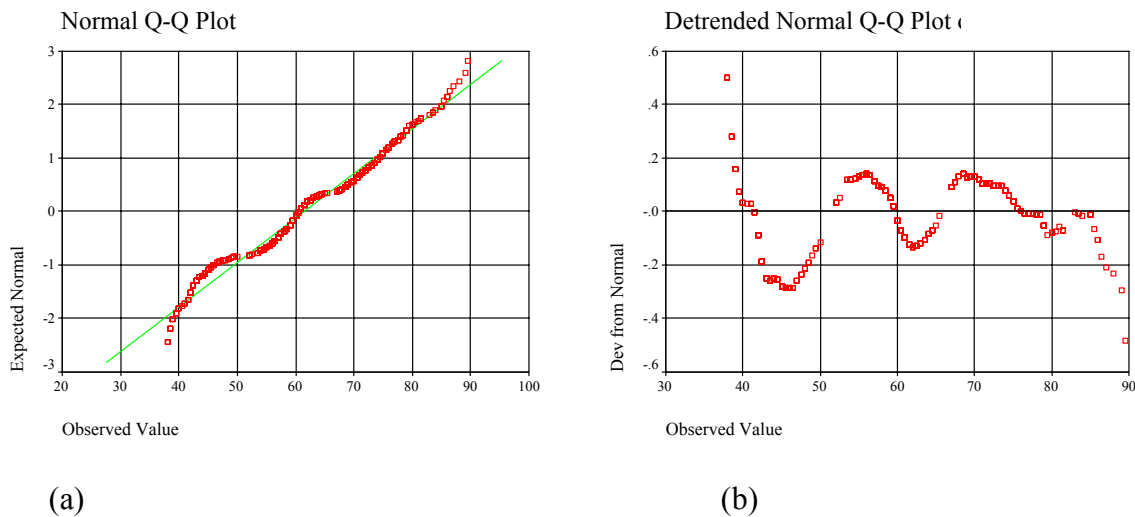 Normal Q-Q Plot
3
2
1
0
-1
-2
-3
Expected Normal
20 30 40 50 60 70 80 90 100
Observed Value
(a)
Detrended Normal Q-Q Plot
.6
.4
.2
-.0
-.2
-.4
-.6
Dev from Normal
30 40 50 60 70 80 90
Observed Value
(b)